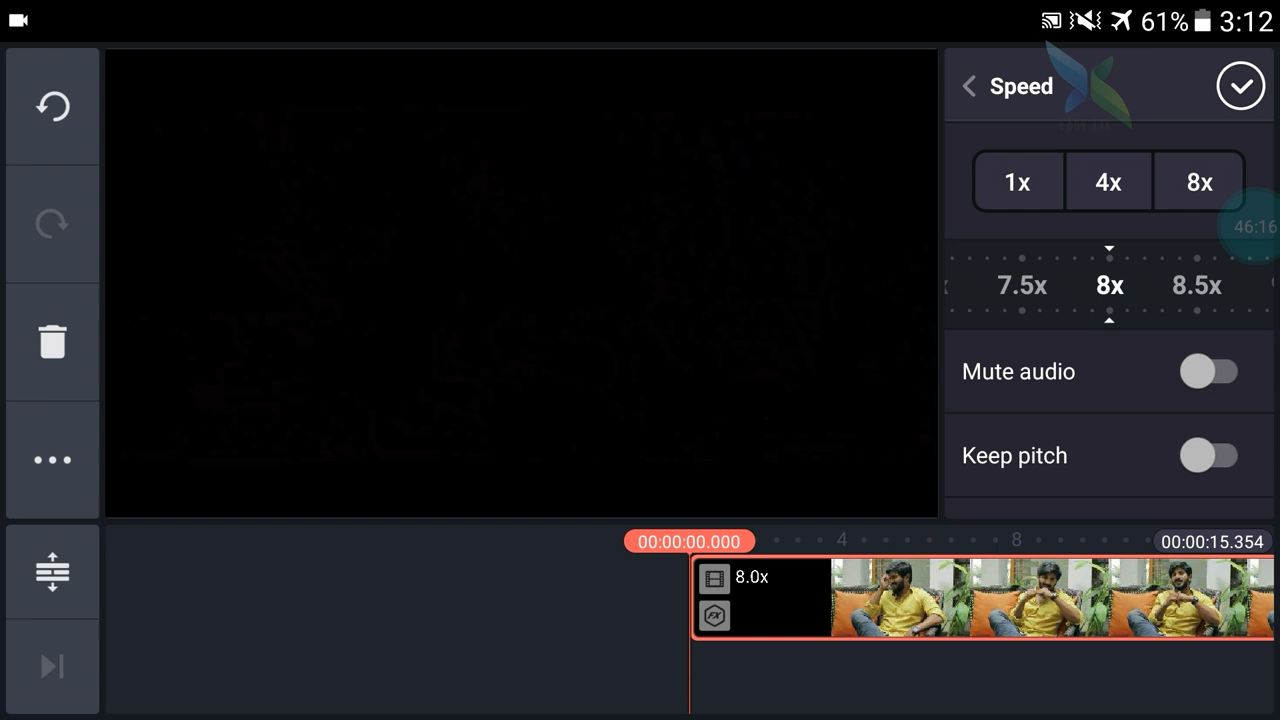 61% 3:12
Speed
1x 4x 8x
46:16
7.5x 8x 8.5x
Mute audio
Keep pitch
00:00:00.000 4 8 00:00:15.354
8.0x
FX